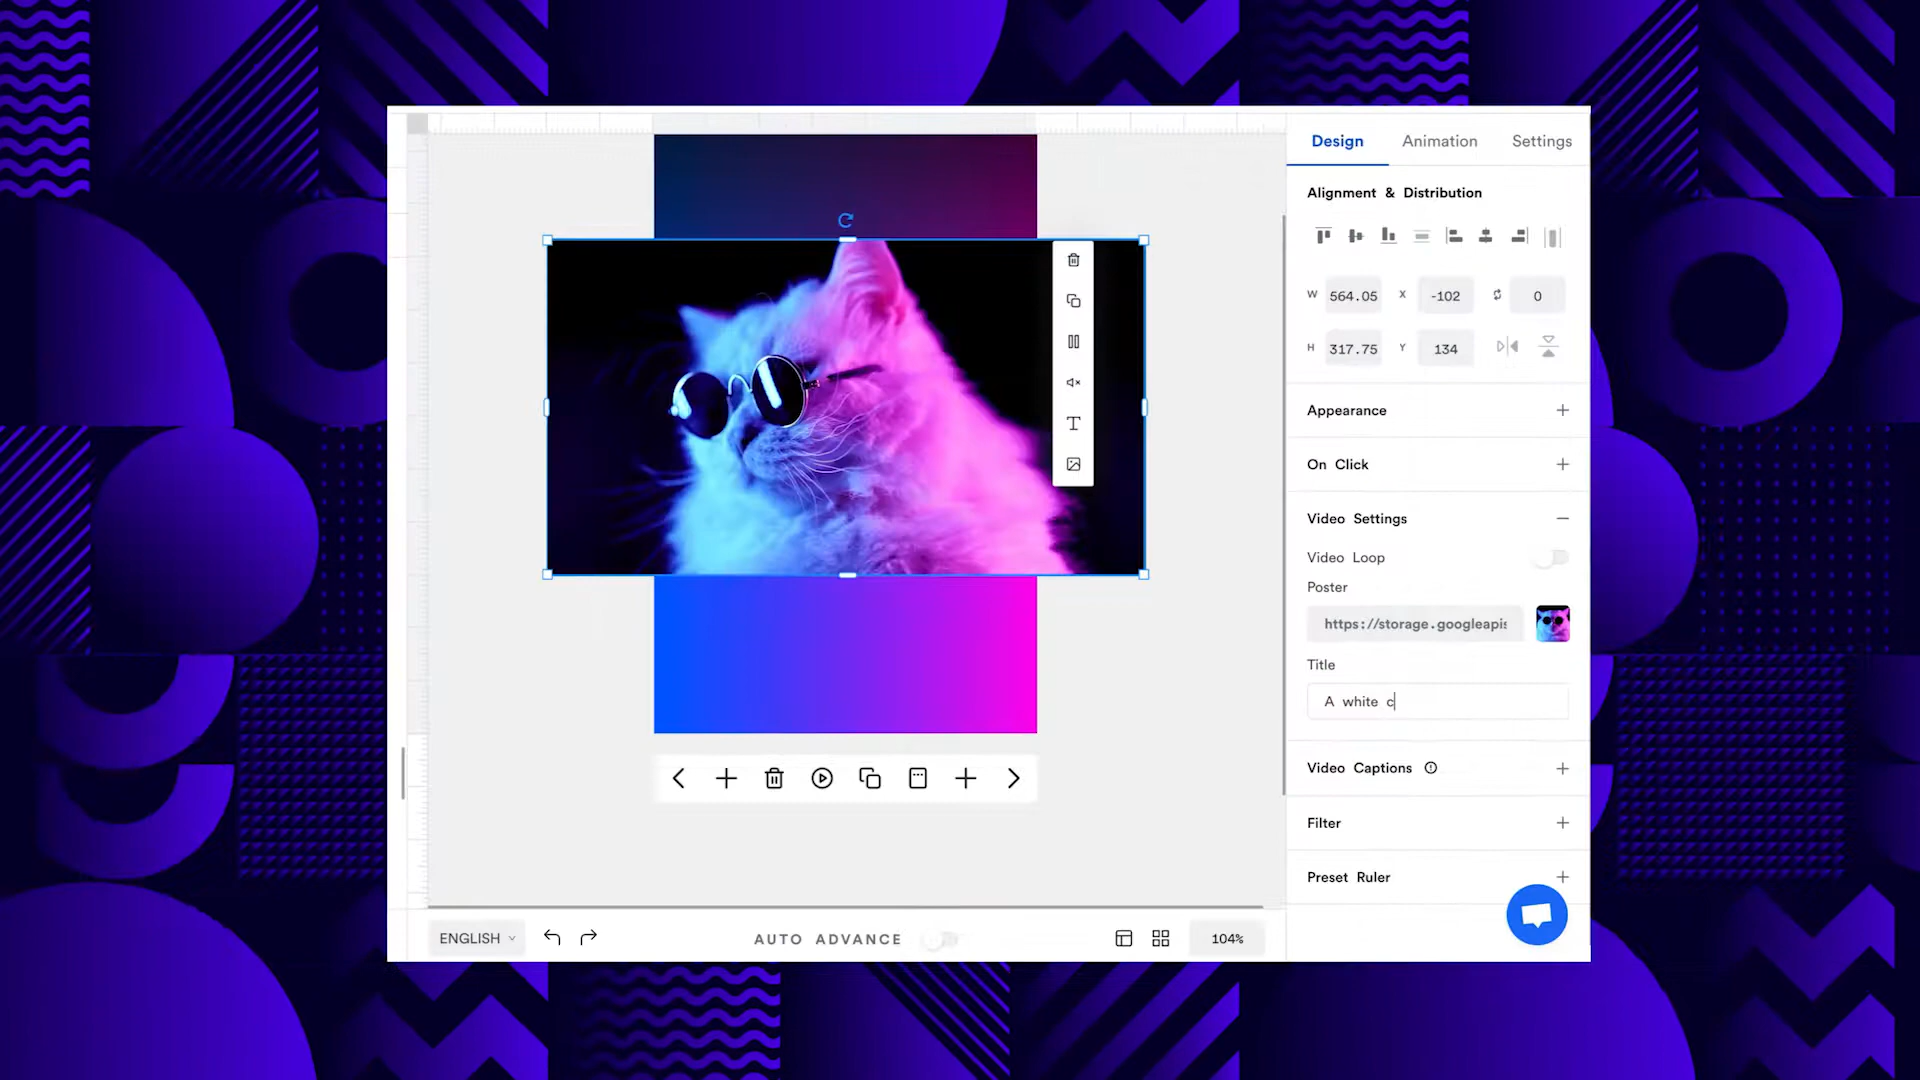 Design Animation Settings
Alignment & Distribution
W 564.05 X -102 0
H 317.75 Y 134
Appearance
On Click
Video Settings
Video Loop
Poster
https://storage.googleapis
Title
A white c
Video Captions
Filter
Preset Ruler
ENGLISH AUTO ADVANCE 104%